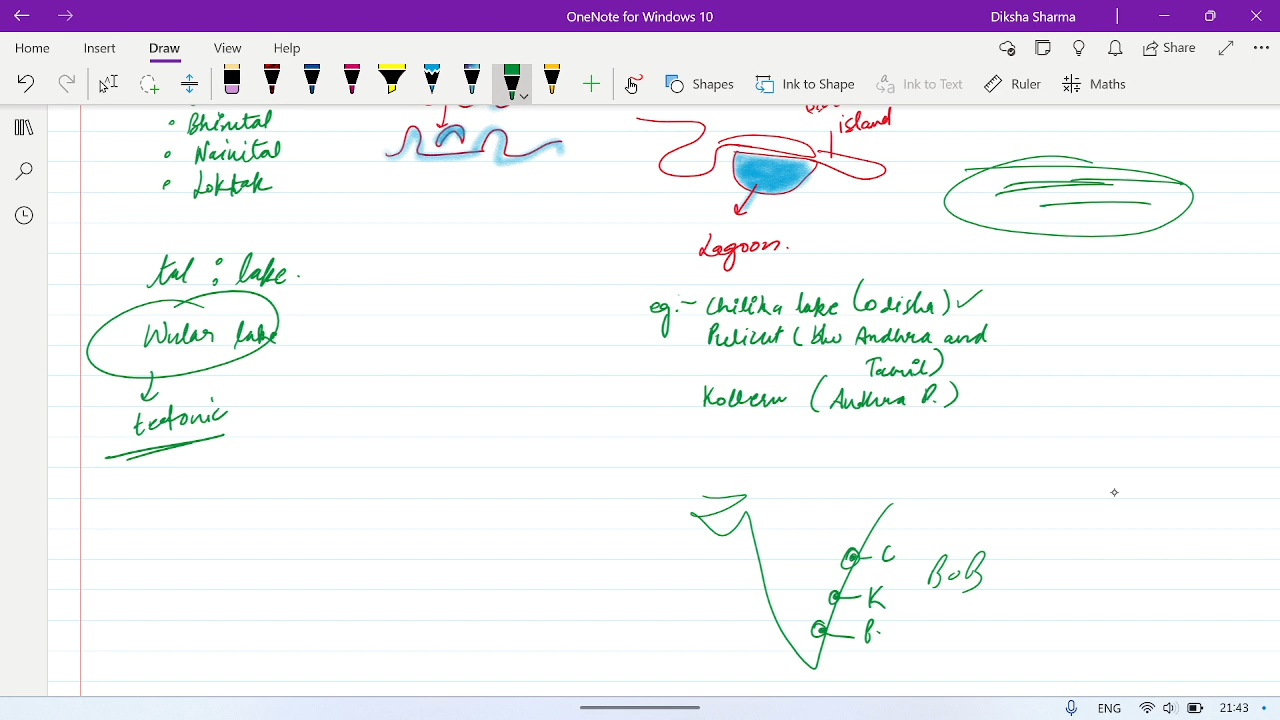 OneNote for Windows 10
Diksha Sharma
Home Insert Draw View Help
Share
Shapes
Ink to Shape
Ink to Text
Ruler
Maths
• Bhimtal
• Nainital
• Loktak
tal : lake.
Wular lake
tectonic
island
Lagoon.
eg:- Chilika lake (odisha) ✓
Pulicut (b/w Andhra and
Tamil)
Kolleru (Andhra P.)
C
K
P.
BoB
ENG
21:43